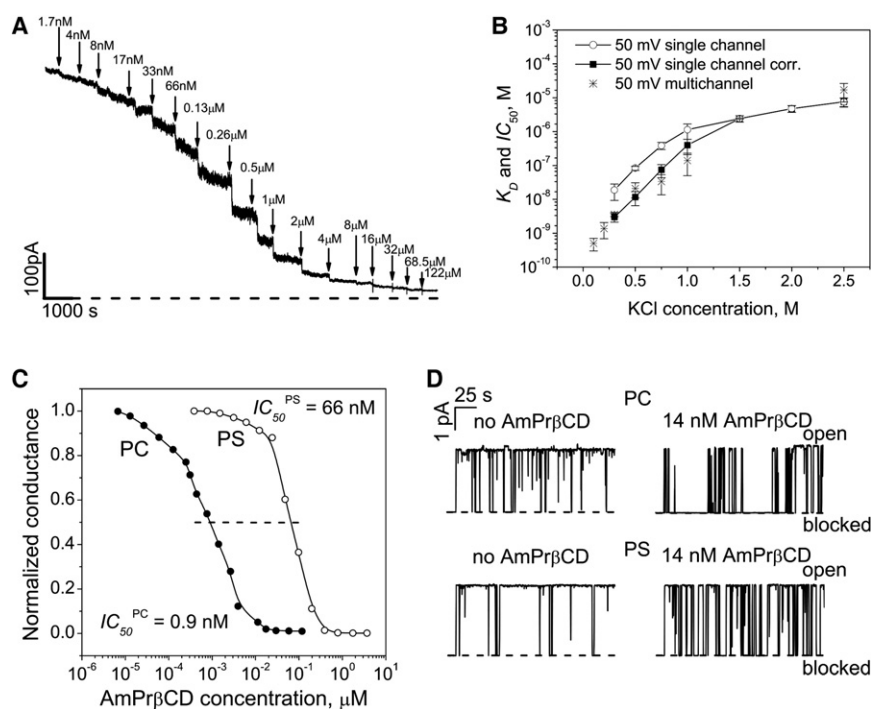 A
1.7nM
4nM
8nM
17nM
33nM
66nM
0.13μM
0.26μM
0.5μM
1μM
2μM
4μM
8μM
16μM
32μM
68.5μM
122μM
100pA
1000 s
B
50 mV single channel
50 mV single channel corr.
50 mV multichannel
K_D and IC_50, M
10^-3
10^-4
10^-5
10^-6
10^-7
10^-8
10^-9
10^-10
0.0 0.5 1.0 1.5 2.0 2.5
KCl concentration, M
C
IC_50^PS = 66 nM
PC
PS
IC_50^PC = 0.9 nM
Normalized conductance
1.0
0.8
0.6
0.4
0.2
0.0
10^-6 10^-5 10^-4 10^-3 10^-2 10^-1 10^0 10^1
AmPrβCD concentration, μM
D
25 s
1 pA
PC
no AmPrβCD
14 nM AmPrβCD
open
blocked
PS
no AmPrβCD
14 nM AmPrβCD
open
blocked